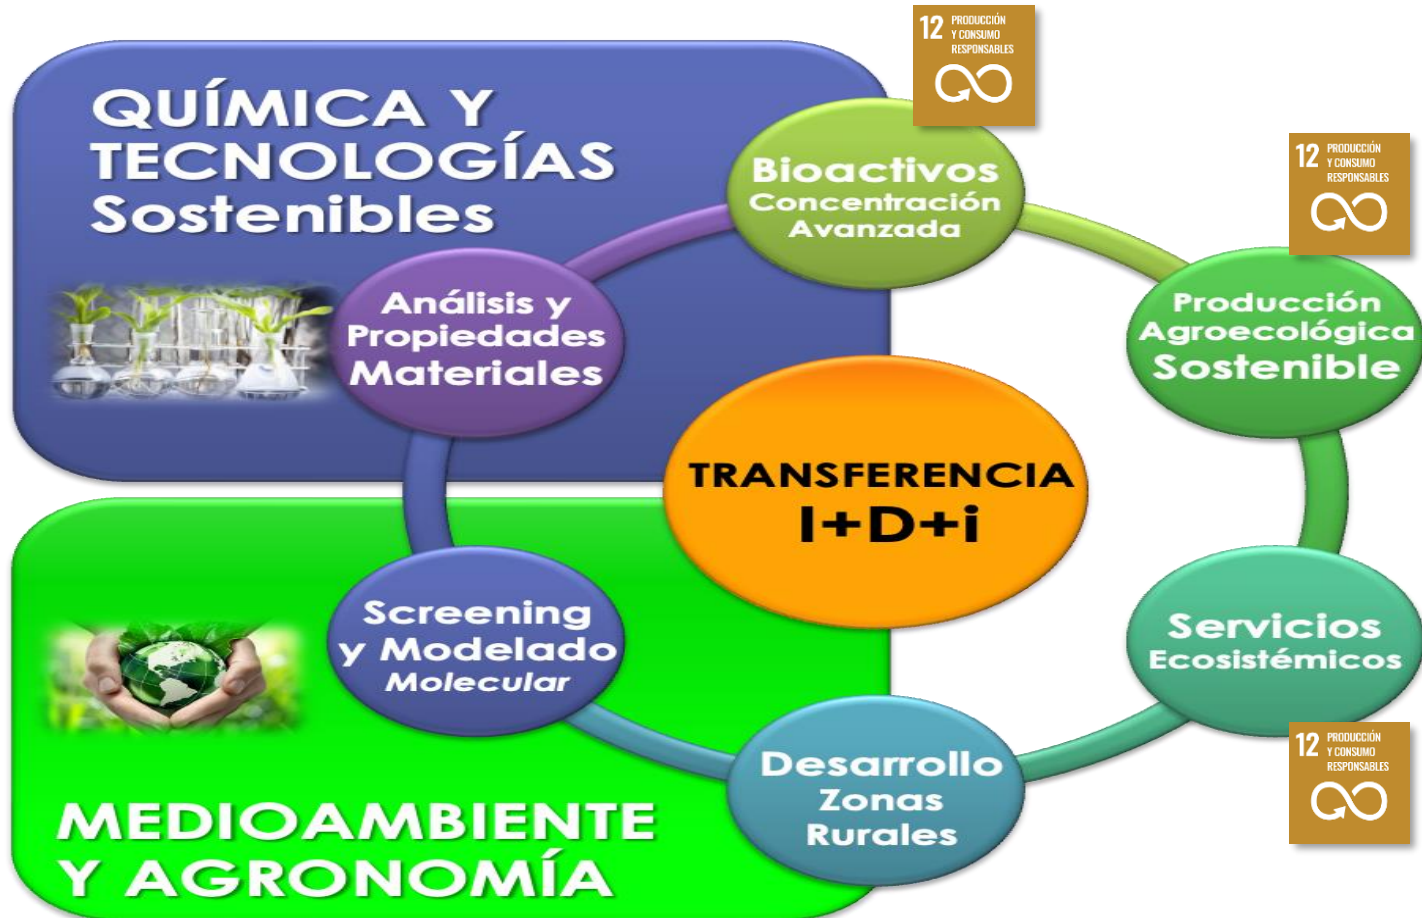 QUÍMICA Y
TECNOLOGÍAS
Sostenibles
12 PRODUCCIÓN
Y CONSUMO
RESPONSABLES
Bioactivos
Concentración
Avanzada
12 PRODUCCIÓN
Y CONSUMO
RESPONSABLES
Producción
Agroecológica
Sostenible
Análisis y
Propiedades
Materiales
TRANSFERENCIA
I+D+i
Screening
y Modelado
Molecular
Servicios
Ecosistémicos
12 PRODUCCIÓN
Y CONSUMO
RESPONSABLES
Desarrollo
Zonas
Rurales
MEDIOAMBIENTE
Y AGRONOMÍA